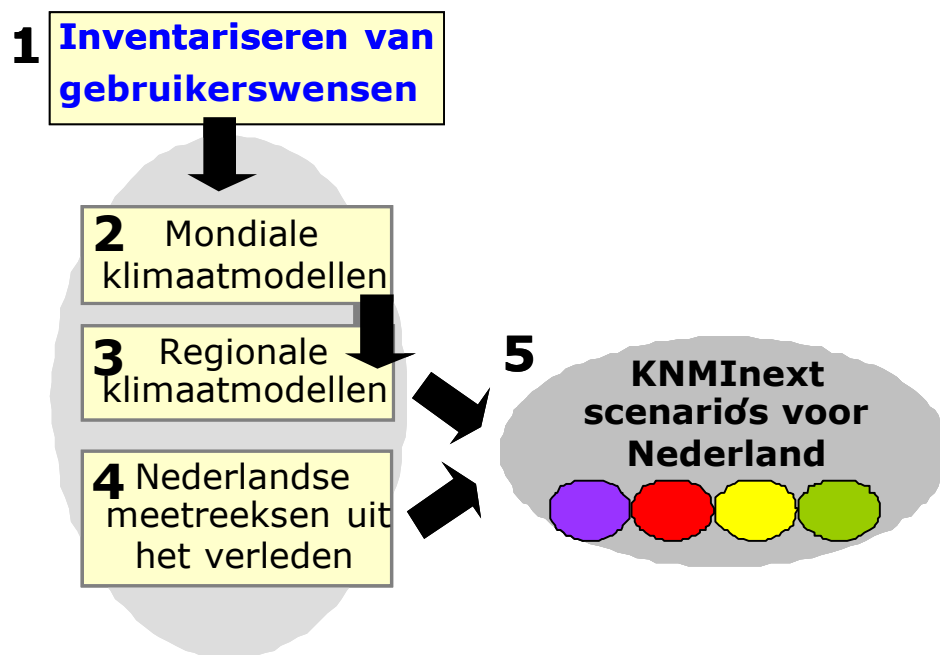 1 Inventariseren van
gebruikerswensen
2 Mondiale
klimaatmodellen
3 Regionale
klimaatmodellen
4 Nederlandse
meetreeksen uit
het verleden
5
KNMInext
scenario's voor
Nederland